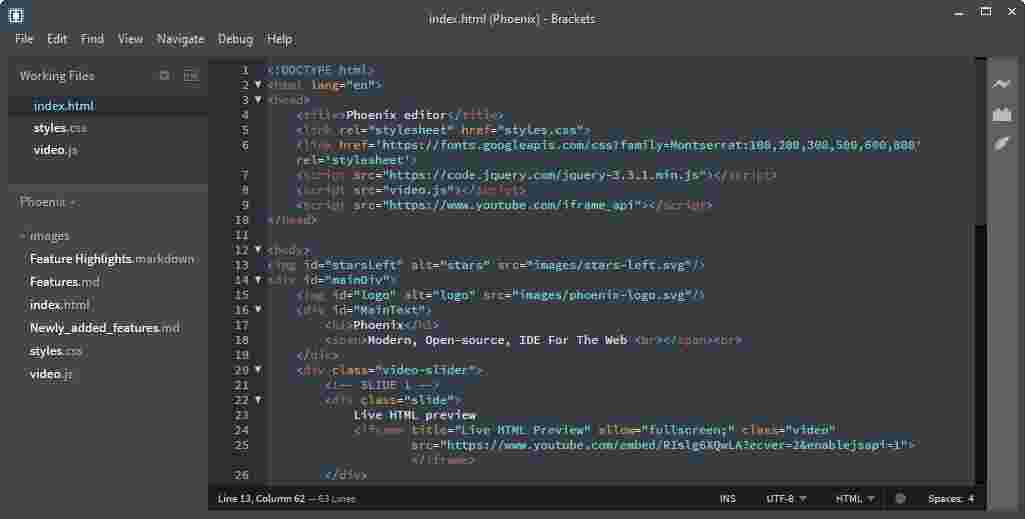 index.html (Phoenix) - Brackets
File Edit Find View Navigate Debug Help
Working Files
index.html
styles.css
video.js
Phoenix
images
Feature Highlights.markdown
Features.md
index.html
Newly_added_features.md
styles.css
video.js
1 <!DOCTYPE html>
2 <html lang="en">
3 <head>
4 <title>Phoenix editor</title>
5 <link rel="stylesheet" href="styles.css">
6 <link href='https://fonts.googleapis.com/css?family=Montserrat:100,200,300,500,600,800'
rel='stylesheet'>
7 <script src="https://code.jquery.com/jquery-3.3.1.min.js"></script>
8 <script src="video.js"></script>
9 <script src="https://www.youtube.com/iframe_api"></script>
10 </head>
11
12 <body>
13 <img id="starsLeft" alt="stars" src="images/stars-left.svg"/>
14 <div id="mainDiv">
15 <img id="logo" alt="logo" src="images/phoenix-logo.svg"/>
16 <div id="MainText">
17 <h1>Phoenix</h1>
18 <span>Modern, Open-source, IDE For The Web <br></span><br>
19 </div>
20 <div class="video-slider">
21 <!-- SLIDE 1 -->
22 <div class="slide">
23 Live HTML preview
24 <iframe title="Live HTML Preview" allow="fullscreen;" class="video"
25 src="https://www.youtube.com/embed/ ?ecver=2&enablejsapi=1">
</iframe>
26 </div>
Line 13, Column 62 — 63 Lines INS UTF-8 HTML Spaces: 4